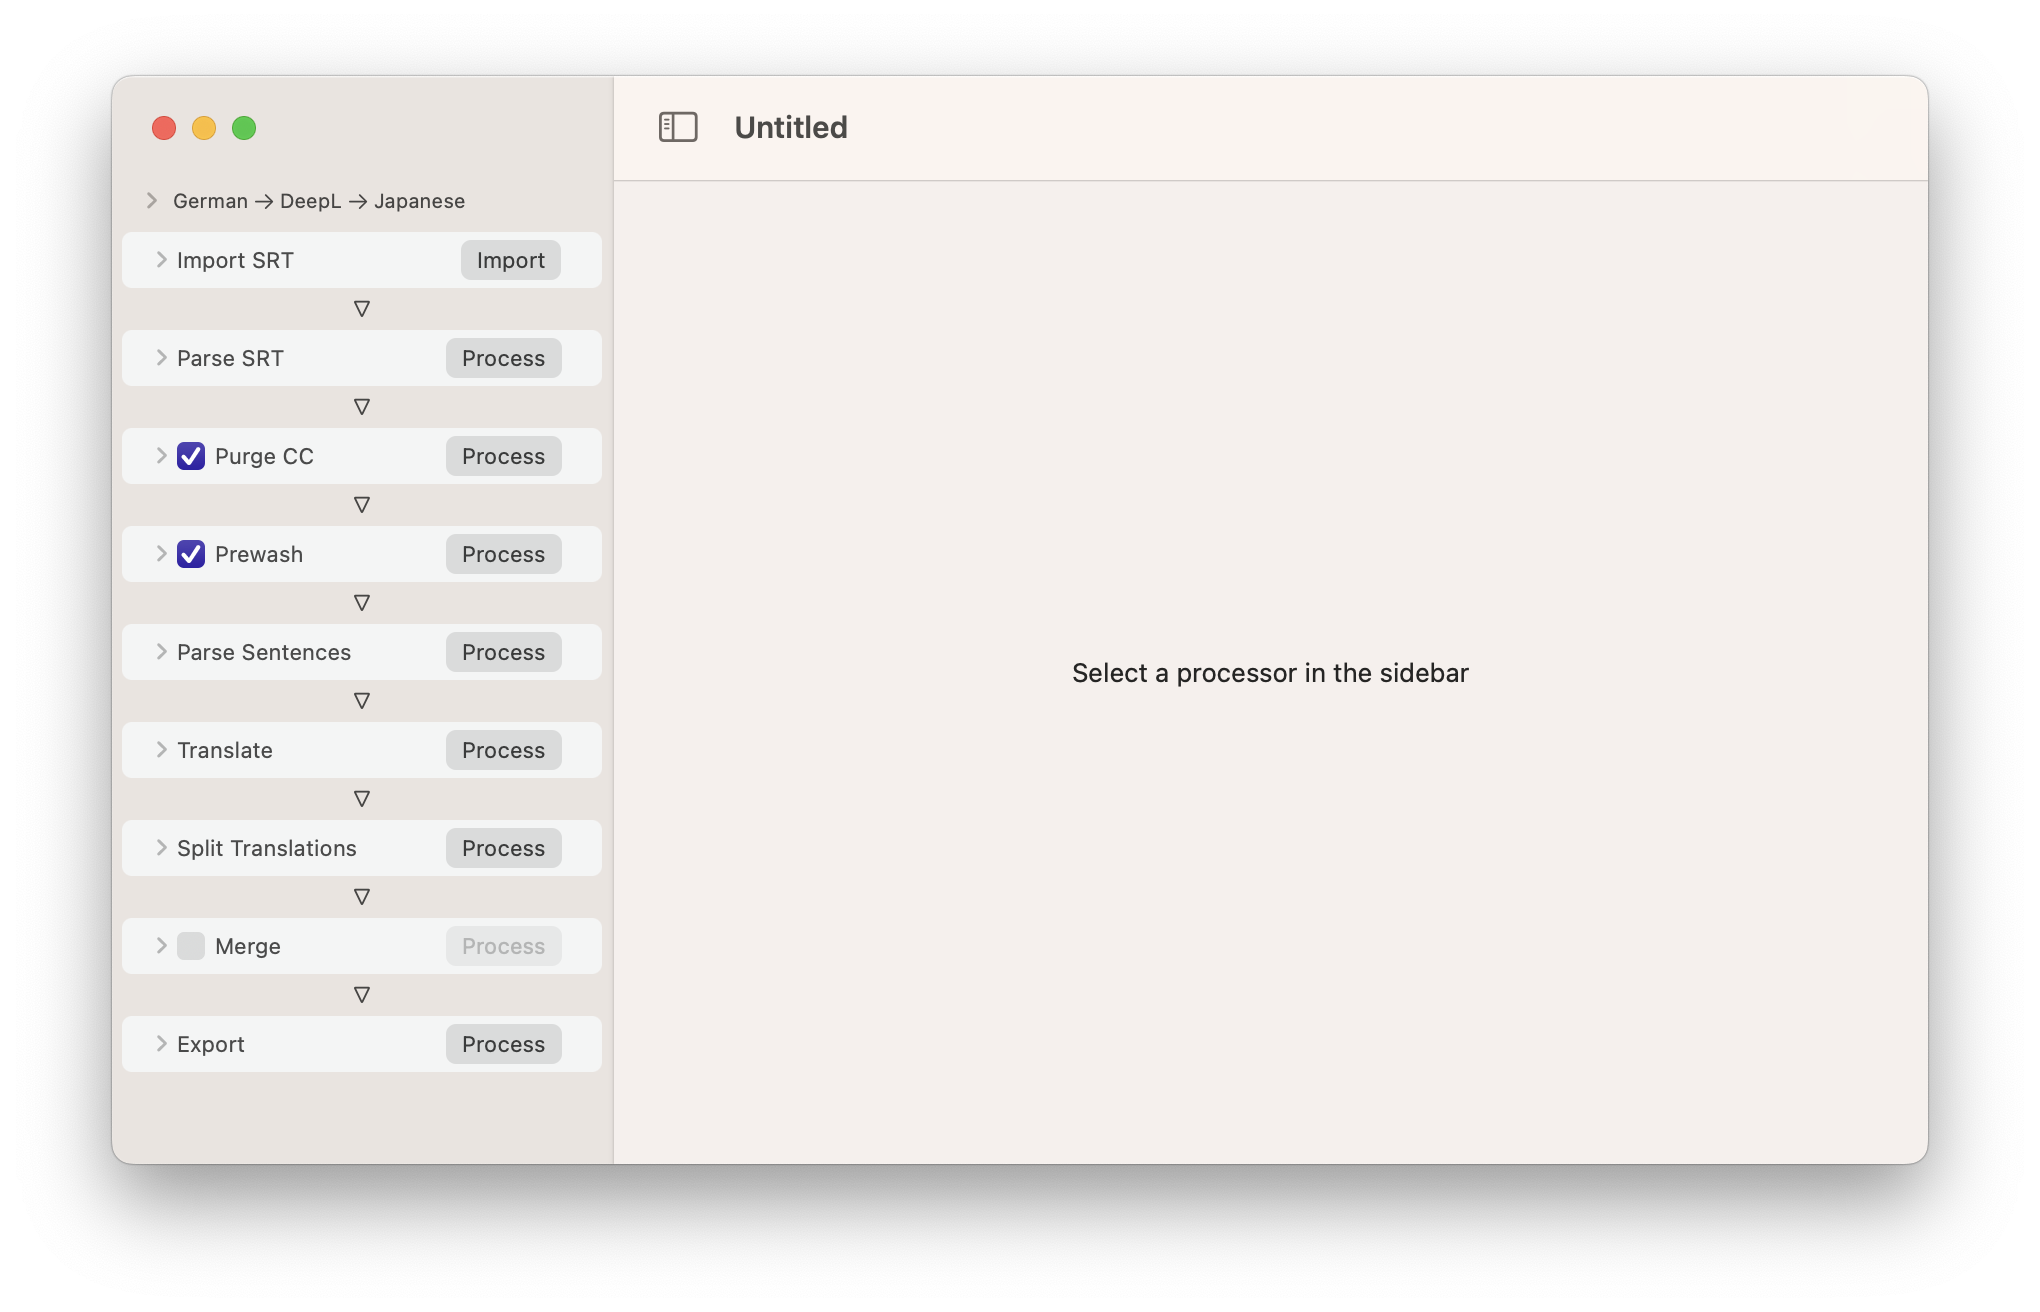 Untitled
German → DeepL → Japanese
Import SRT Import
Parse SRT Process
Purge CC Process
Prewash Process
Parse Sentences Process
Translate Process
Split Translations Process
Merge Process
Export Process
Select a processor in the sidebar